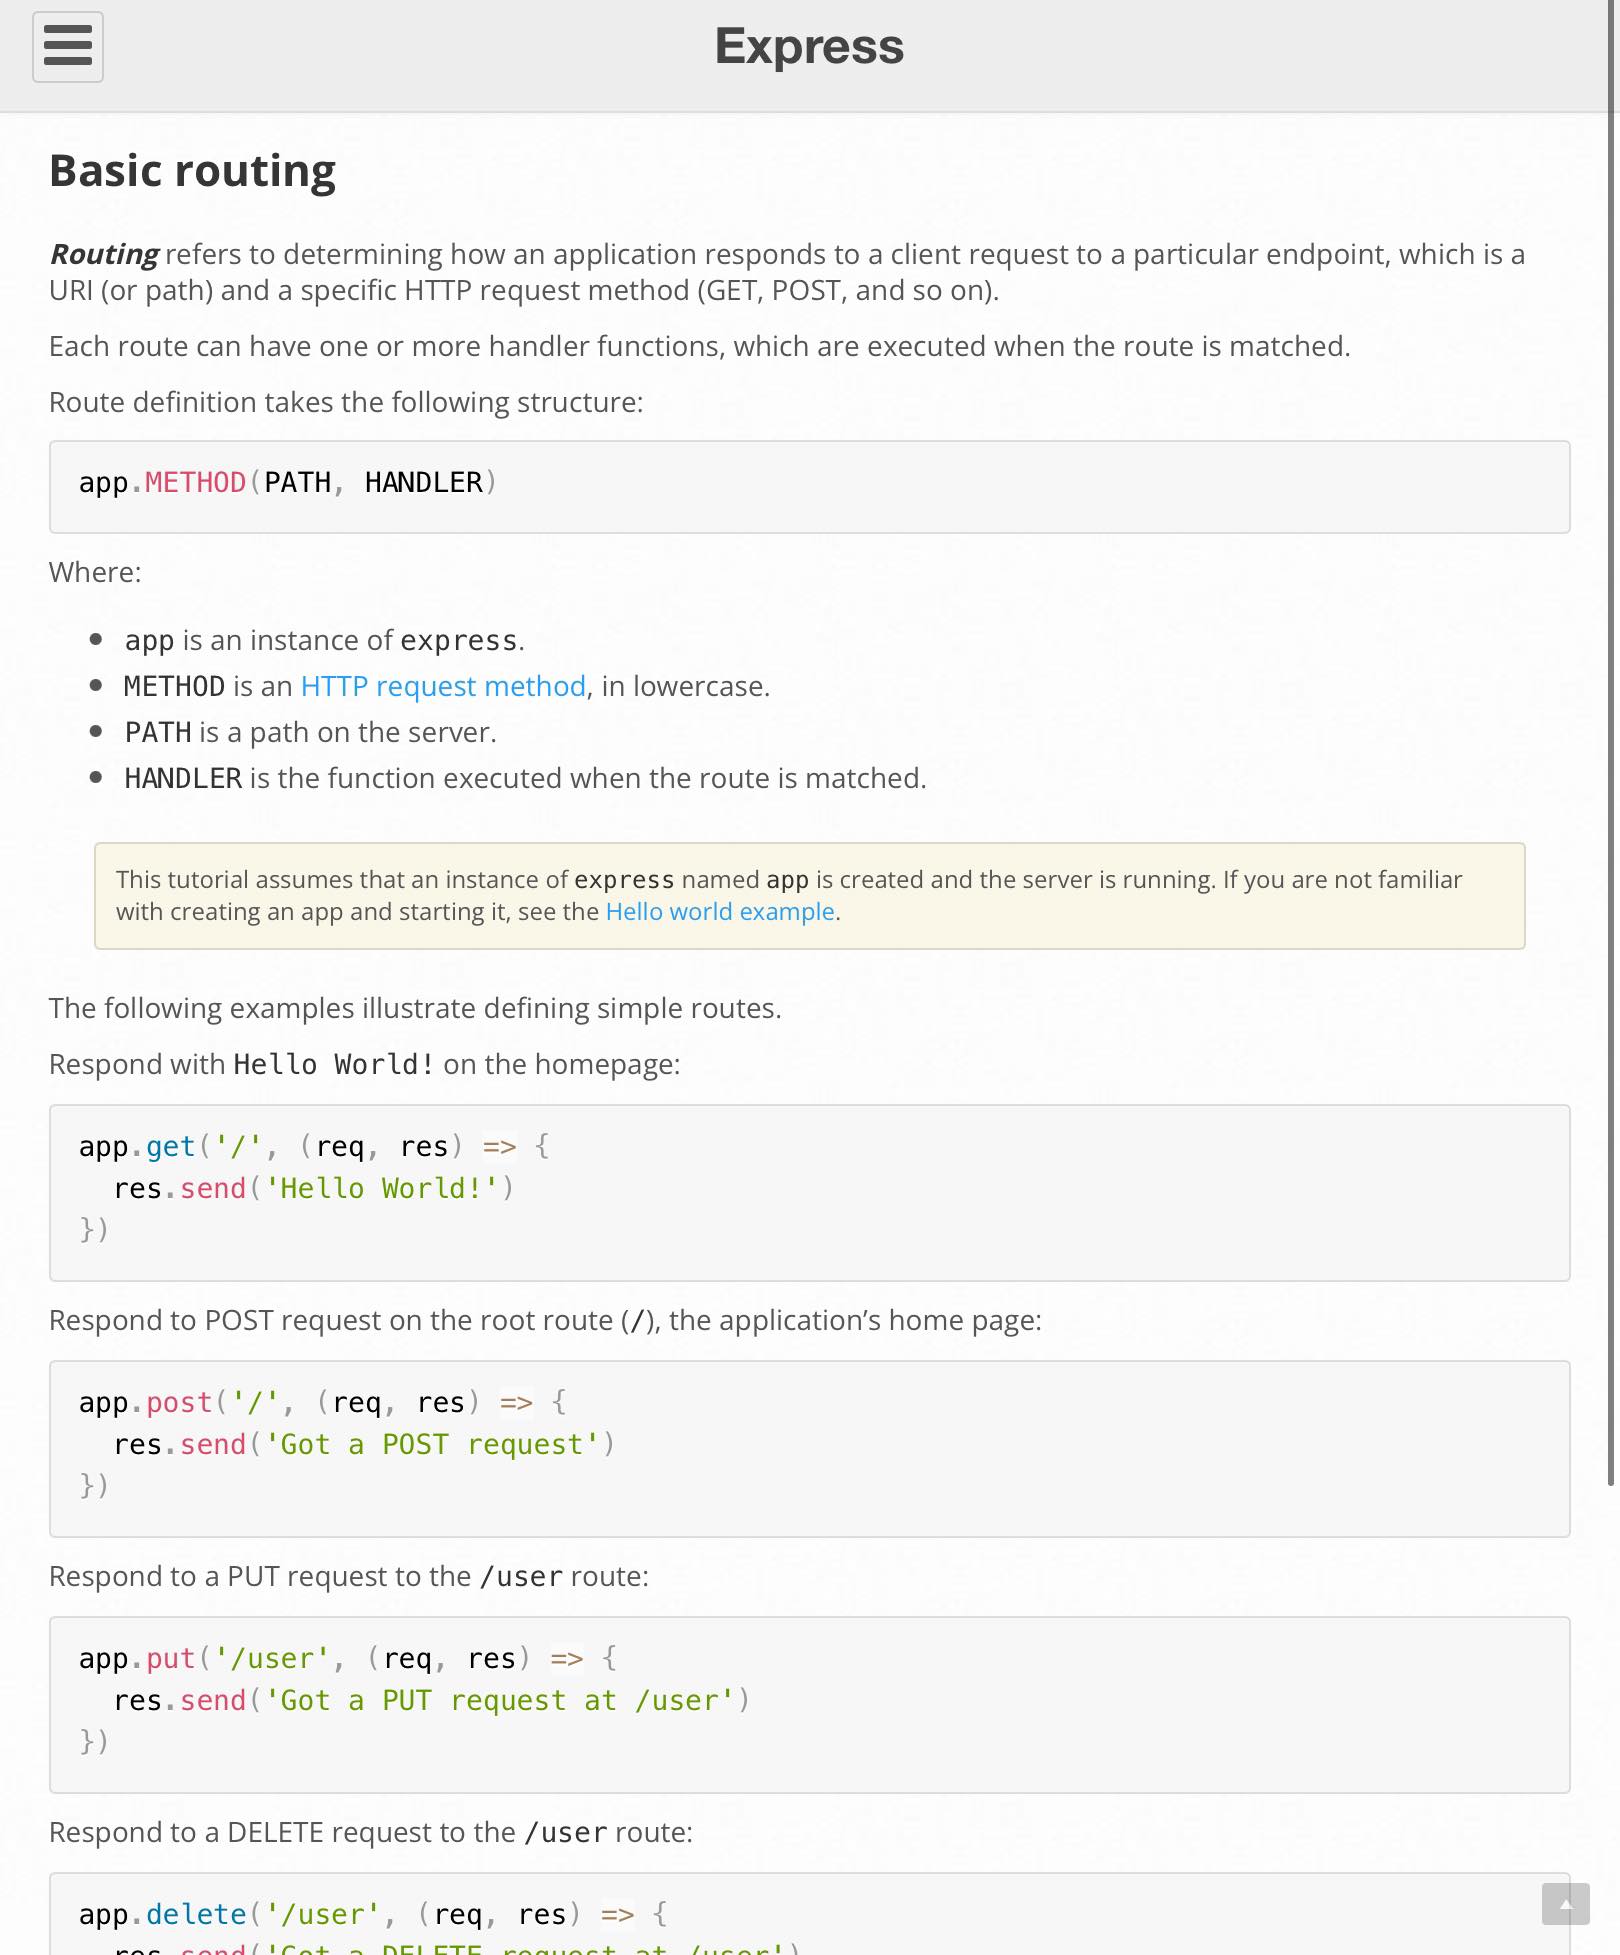 Express
Basic routing
Routing refers to determining how an application responds to a client request to a particular endpoint, which is a
URI (or path) and a specific HTTP request method (GET, POST, and so on).
Each route can have one or more handler functions, which are executed when the route is matched.
Route definition takes the following structure:
app.METHOD(PATH, HANDLER)
Where:
app is an instance of express.
METHOD is an HTTP request method, in lowercase.
PATH is a path on the server.
HANDLER is the function executed when the route is matched.
This tutorial assumes that an instance of express named app is created and the server is running. If you are not familiar
with creating an app and starting it, see the Hello world example.
The following examples illustrate defining simple routes.
Respond with Hello World! on the homepage:
app.get('/', (req, res) => {
  res.send('Hello World!')
})
Respond to POST request on the root route (/), the application’s home page:
app.post('/', (req, res) => {
  res.send('Got a POST request')
})
Respond to a PUT request to the /user route:
app.put('/user', (req, res) => {
  res.send('Got a PUT request at /user')
})
Respond to a DELETE request to the /user route:
app.delete('/user', (req, res) => {
  res.send('Got a DELETE request at /user')